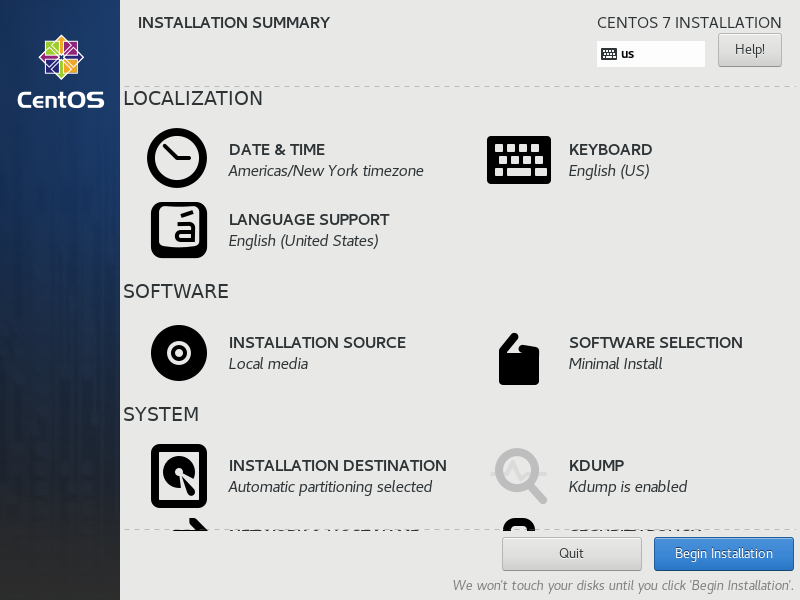 INSTALLATION SUMMARY
CENTOS 7 INSTALLATION
us
Help!
CentOS
LOCALIZATION
DATE & TIME
Americas/New York timezone
KEYBOARD
English (US)
LANGUAGE SUPPORT
English (United States)
SOFTWARE
INSTALLATION SOURCE
Local media
SOFTWARE SELECTION
Minimal Install
SYSTEM
INSTALLATION DESTINATION
Automatic partitioning selected
KDUMP
Kdump is enabled
Quit
Begin Installation
We won't touch your disks until you click 'Begin Installation'.